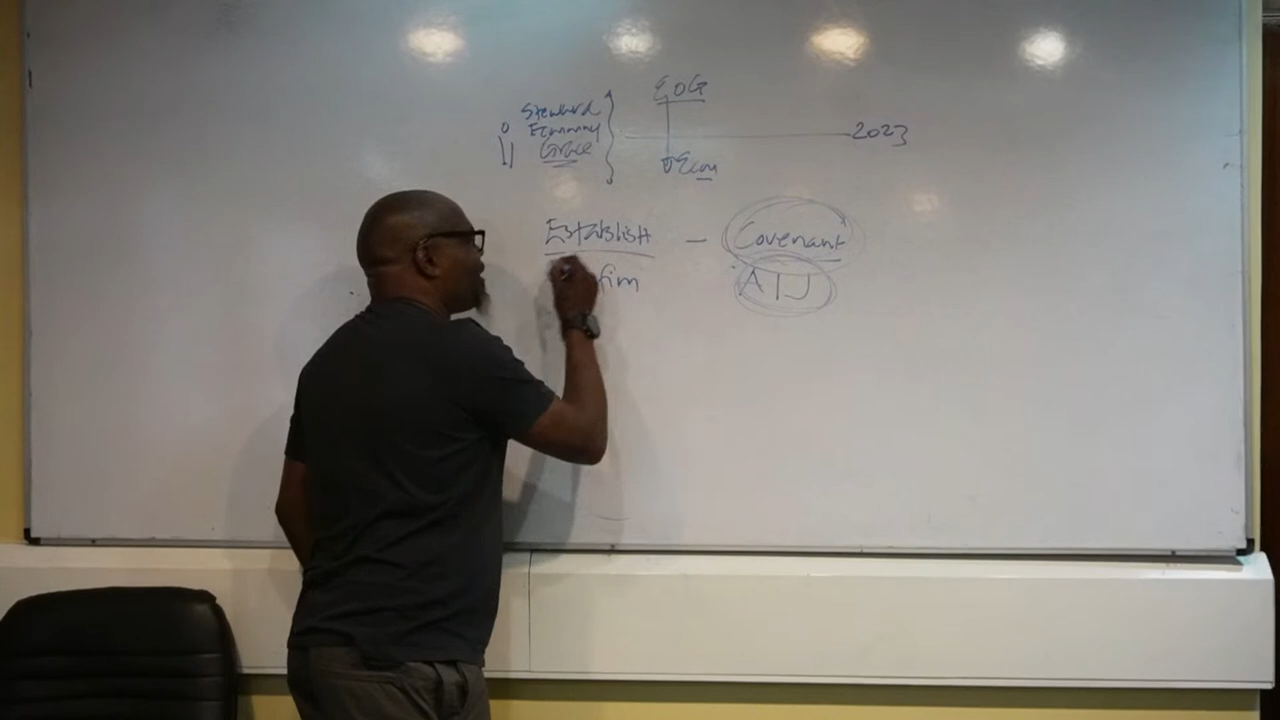 EOG
Steward
Economy
Grace
2023
Econ
Establish - Covenant
fim
AIJ